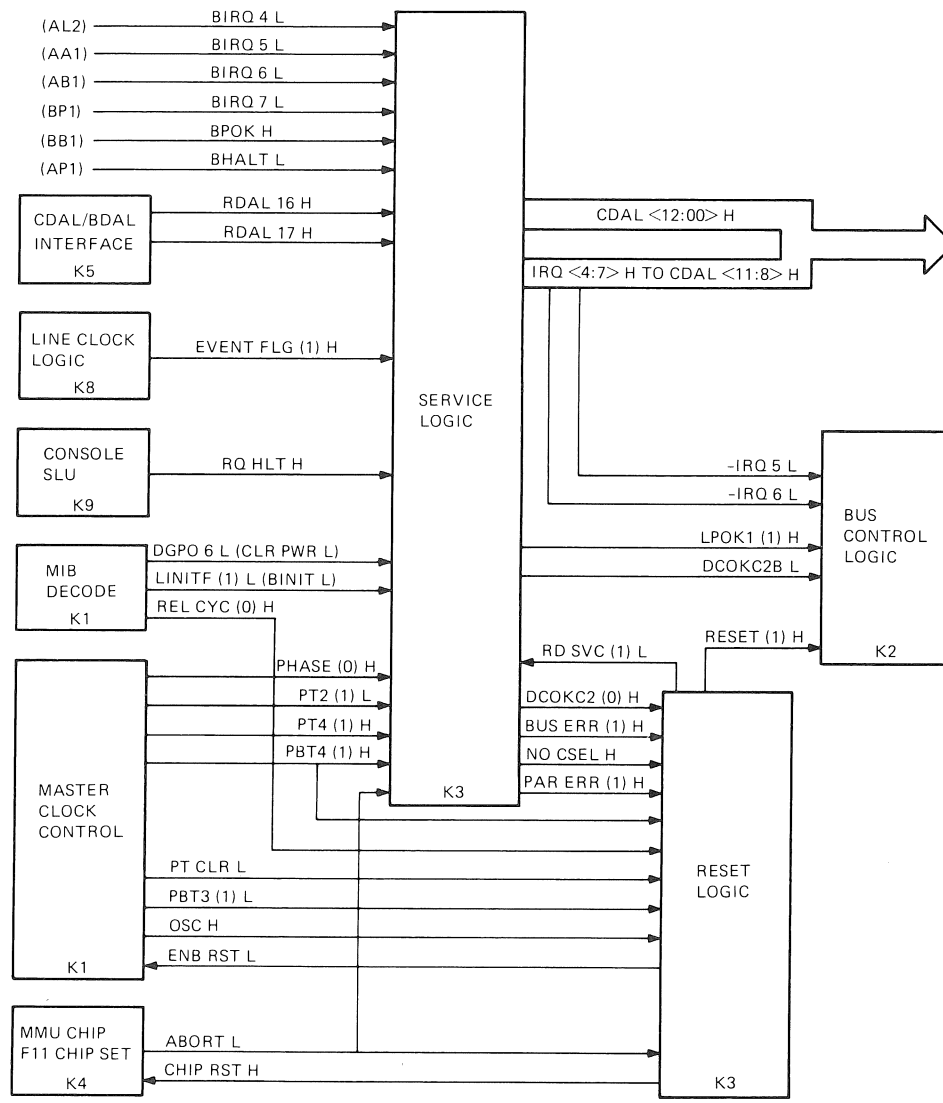 (AL2) BIRQ 4 L
(AA1) BIRQ 5 L
(AB1) BIRQ 6 L
(BP1) BIRQ 7 L
(BB1) BPOK H
(AP1) BHALT L
CDAL/BDAL
INTERFACE
K5
RDAL 16 H
RDAL 17 H
LINE CLOCK
LOGIC
K8
EVENT FLG (1) H
CONSOLE
SLU
K9
RQ HLT H
MIB
DECODE
K1
DGPO 6 L (CLR PWR L)
LINITF (1) L (BINIT L)
REL CYC (0) H
MASTER
CLOCK
CONTROL
K1
PHASE (0) H
PT2 (1) L
PT4 (1) H
PBT4 (1) H
PT CLR L
PBT3 (1) L
OSC H
ENB RST L
MMU CHIP
F11 CHIP SET
K4
ABORT L
CHIP RST H
SERVICE
LOGIC
K3
CDAL <12:00> H
IRQ <4:7> H TO CDAL <11:8> H
-IRQ 5 L
-IRQ 6 L
LPOK1 (1) H
DCOKC2B L
BUS
CONTROL
LOGIC
K2
RESET (1) H
RD SVC (1) L
DCOKC2 (0) H
BUS ERR (1) H
NO CSEL H
PAR ERR (1) H
RESET
LOGIC
K3